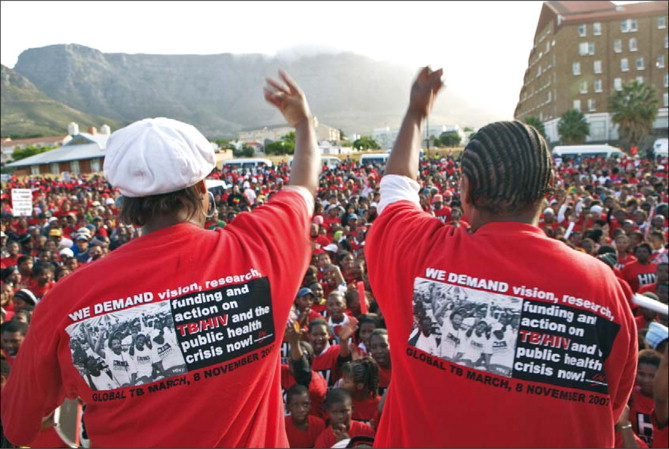 WE DEMAND vision, research,
funding and
action on
TB/HIV and the
public health
crisis now!
GLOBAL TB MARCH, 8 NOVEMBER 2007
WE DEMAND vision, research,
funding and
action on
TB/HIV and
public health
crisis now!
GLOBAL TB MARCH, 8 NOVEMBER 2007
HIV